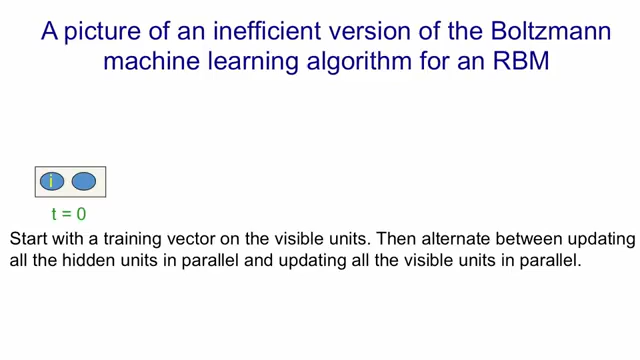 A picture of an inefficient version of the Boltzmann
machine learning algorithm for an RBM
i
t = 0
Start with a training vector on the visible units. Then alternate between updating
all the hidden units in parallel and updating all the visible units in parallel.